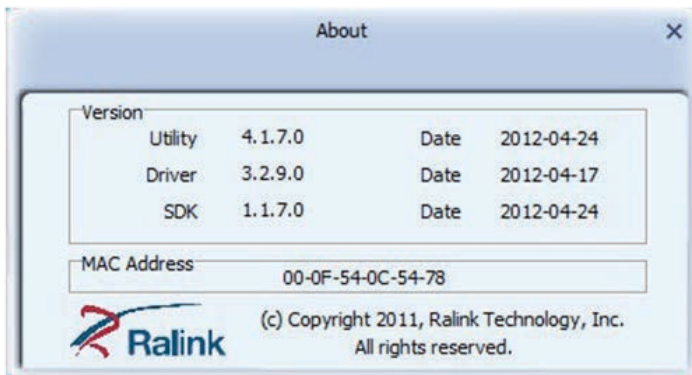 About
Version
Utility 4.1.7.0 Date 2012-04-24
Driver 3.2.9.0 Date 2012-04-17
SDK 1.1.7.0 Date 2012-04-24
MAC Address
00-0F-54-0C-54-78
Ralink
(c) Copyright 2011, Ralink Technology, Inc.
All rights reserved.